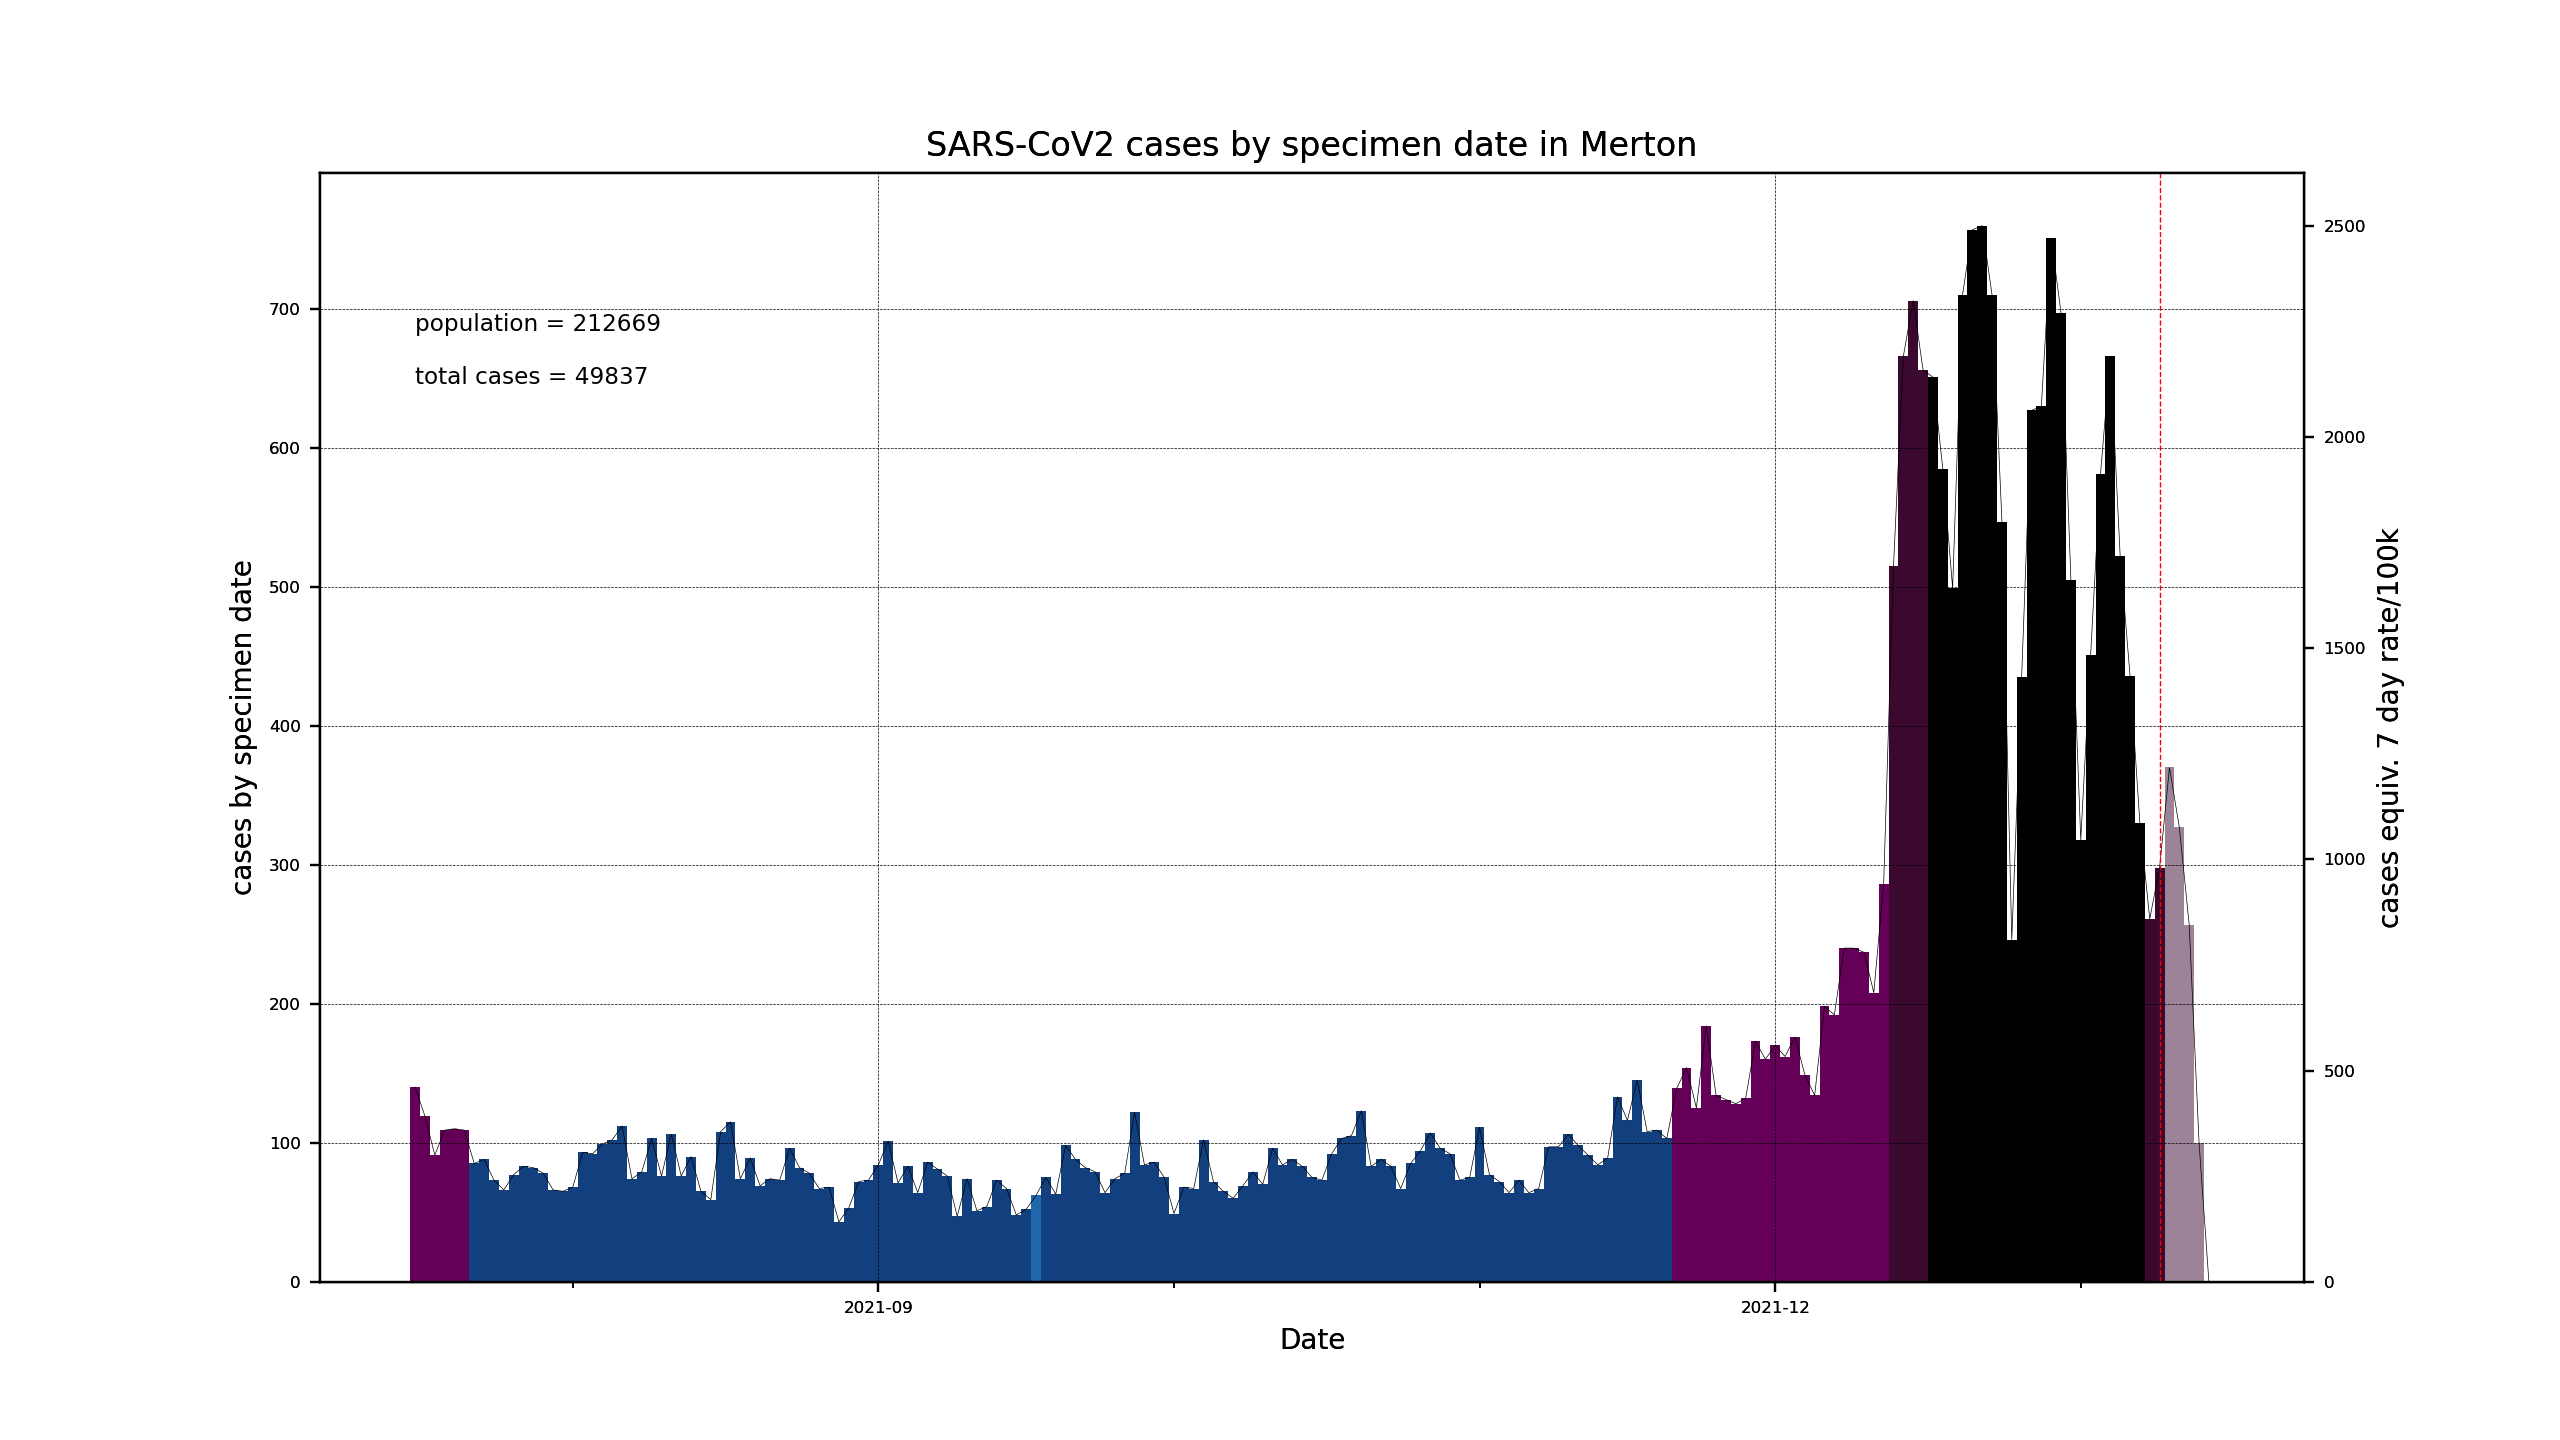 SARS-CoV2 cases by specimen date in Merton
population = 212669
total cases = 49837
cases by specimen date
700
600
500
400
300
200
100
0
2500
2000
1500
1000
500
0
cases equiv. 7 day rate/100k
2021-09
2021-12
Date